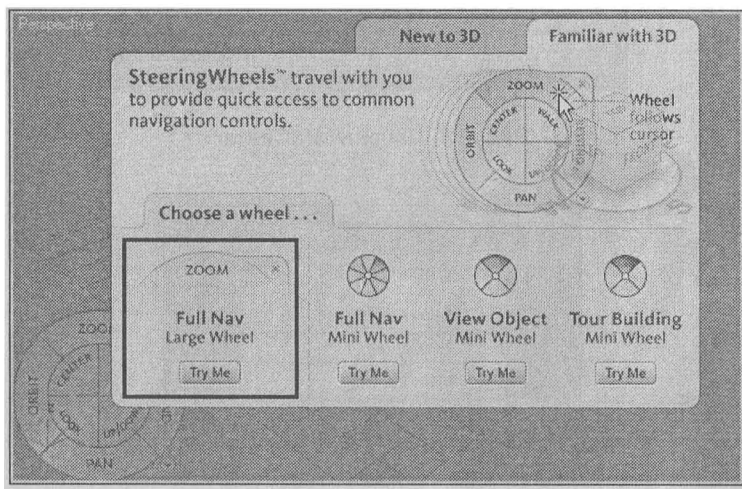 Perspective
New to 3D
Familiar with 3D
SteeringWheels™ travel with you
to provide quick access to common
navigation controls.
ZOOM
CENTER
WALK
ORBIT
LOOK
PAN
Wheel
follows
cursor
Choose a wheel . . .
ZOOM
Full Nav
Large Wheel
Try Me
Full Nav
Mini Wheel
Try Me
View Object
Mini Wheel
Try Me
Tour Building
Mini Wheel
Try Me
CENTER
ORBIT
LOOK
UP/DOWN
PAN